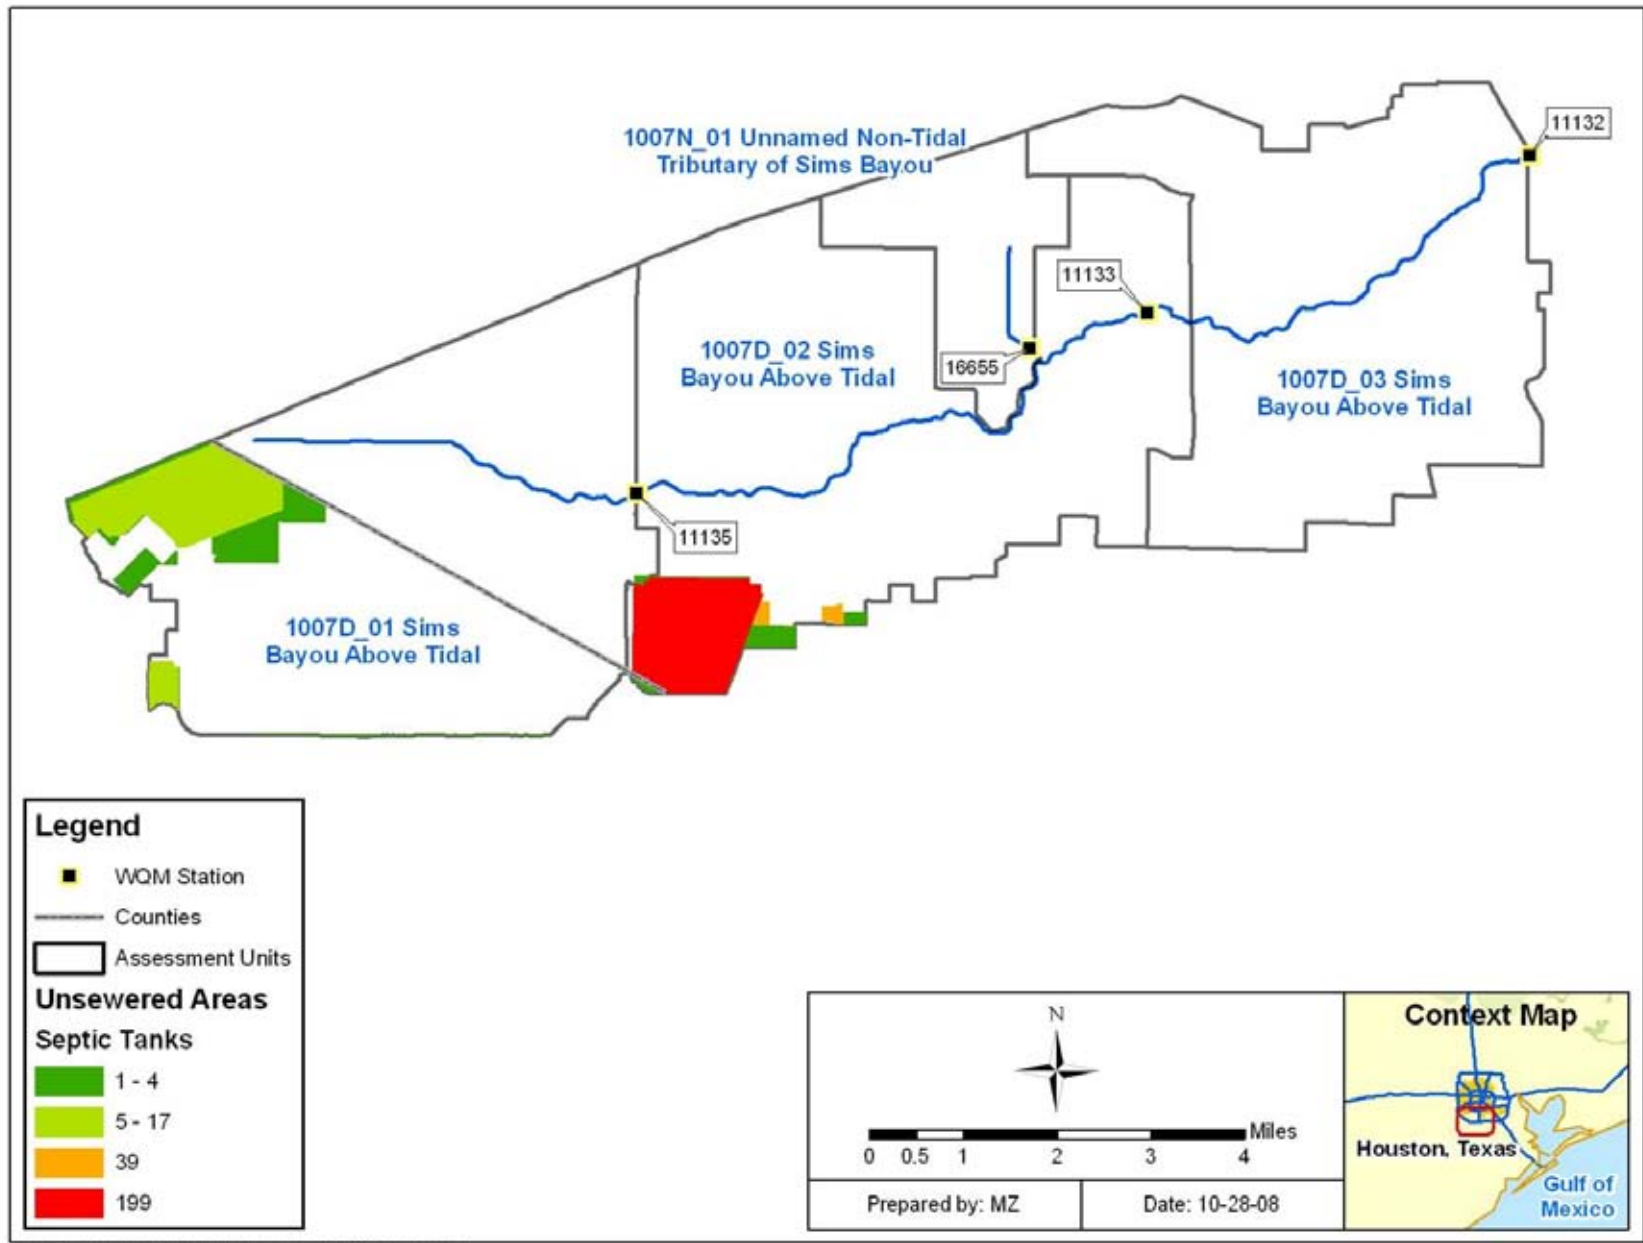 1007N_01 Unnamed Non-Tidal
Tributary of Sims Bayou
11132
11133
16655
1007D_02 Sims
Bayou Above Tidal
1007D_03 Sims
Bayou Above Tidal
11135
1007D_01 Sims
Bayou Above Tidal
Legend
WQM Station
Counties
Assessment Units
Unsewered Areas
Septic Tanks
1 - 4
5 - 17
39
199
N
Miles
0 0.5 1 2 3 4
Prepared by: MZ
Date: 10-28-08
Context Map
Houston, Texas
Gulf of
Mexico